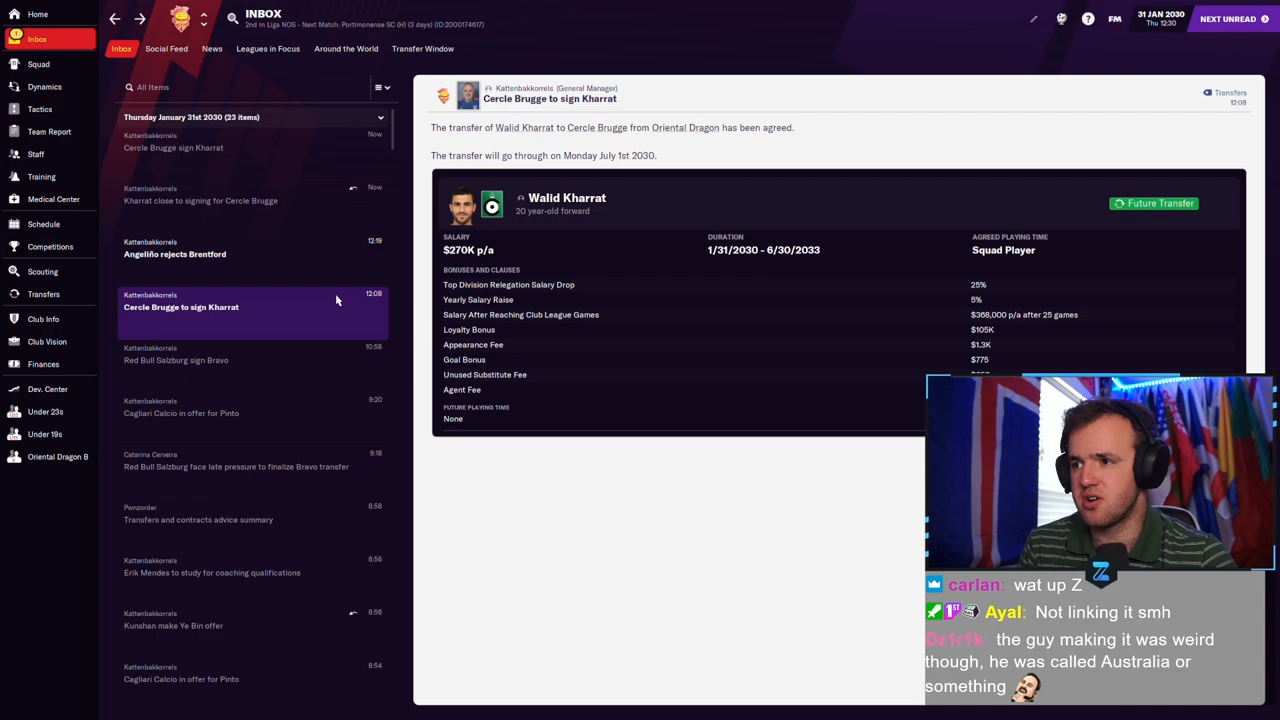 Home
Inbox
Squad
Dynamics
Tactics
Team Report
Staff
Training
Medical Center
Schedule
Competitions
Scouting
Transfers
Club Info
Club Vision
Finances
Dev. Center
Under 23s
Under 19s
Oriental Dragon B
INBOX
2nd in Liga NOS - Next Match: Portimonense SC (H) (3 days) (ID:2000174617)
FM
31 JAN 2030
Thu 12:30
NEXT UNREAD
Inbox
Social Feed
News
Leagues in Focus
Around the World
Transfer Window
All Items
Thursday January 31st 2030 (23 items)
Kattenbakkorrels Now
Cercle Brugge sign Kharrat
Kattenbakkorrels Now
Kharrat close to signing for Cercle Brugge
Kattenbakkorrels 12:19
Angeliño rejects Brentford
Kattenbakkorrels 12:08
Cercle Brugge to sign Kharrat
Kattenbakkorrels 10:58
Red Bull Salzburg sign Bravo
Kattenbakkorrels 9:20
Cagliari Calcio in offer for Pinto
Catarina Cerveira 9:18
Red Bull Salzburg face late pressure to finalize Bravo transfer
Pwnzorder 8:58
Transfers and contracts advice summary
Kattenbakkorrels 8:56
Érik Mendes to study for coaching qualifications
Kattenbakkorrels 8:56
Kunshan make Ye Bin offer
Kattenbakkorrels 8:54
Cagliari Calcio in offer for Pinto
Kattenbakkorrels (General Manager)
Cercle Brugge to sign Kharrat
Transfers
12:08
The transfer of Walid Kharrat to Cercle Brugge from Oriental Dragon has been agreed.
The transfer will go through on Monday July 1st 2030.
Walid Kharrat
20 year-old forward
Future Transfer
SALARY DURATION AGREED PLAYING TIME
$270K p/a 1/31/2030 - 6/30/2033 Squad Player
BONUSES AND CLAUSES
Top Division Relegation Salary Drop 25%
Yearly Salary Raise 5%
Salary After Reaching Club League Games $368,000 p/a after 25 games
Loyalty Bonus $105K
Appearance Fee $1.3K
Goal Bonus $775
Unused Substitute Fee
Agent Fee
FUTURE PLAYING TIME
None
carlan: wat up Z
Ayal: Not linking it smh
Oz1r1k: the guy making it was weird
though, he was called Australia or
something